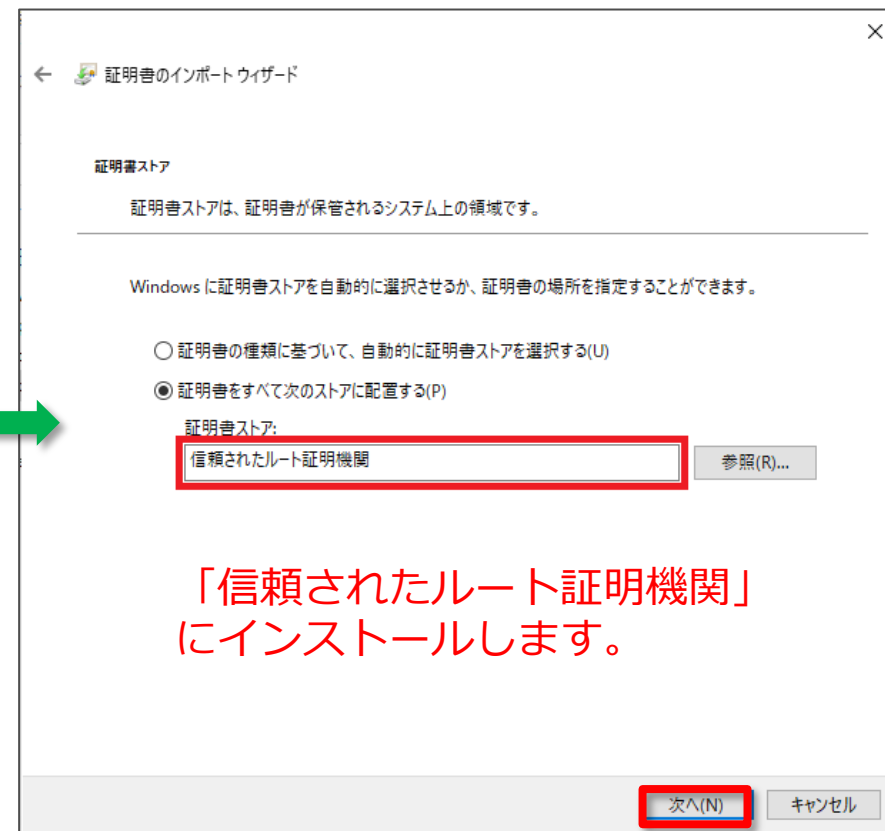 証明書のインポート ウィザード
証明書ストア
証明書ストアは、証明書が保管されるシステム上の領域です。
Windows に証明書ストアを自動的に選択させるか、証明書の場所を指定することができます。
証明書の種類に基づいて、自動的に証明書ストアを選択する(U)
証明書をすべて次のストアに配置する(P)
証明書ストア:
信頼されたルート証明機関
参照(R)...
「信頼されたルート証明機関」
にインストールします。
次へ(N)
キャンセル